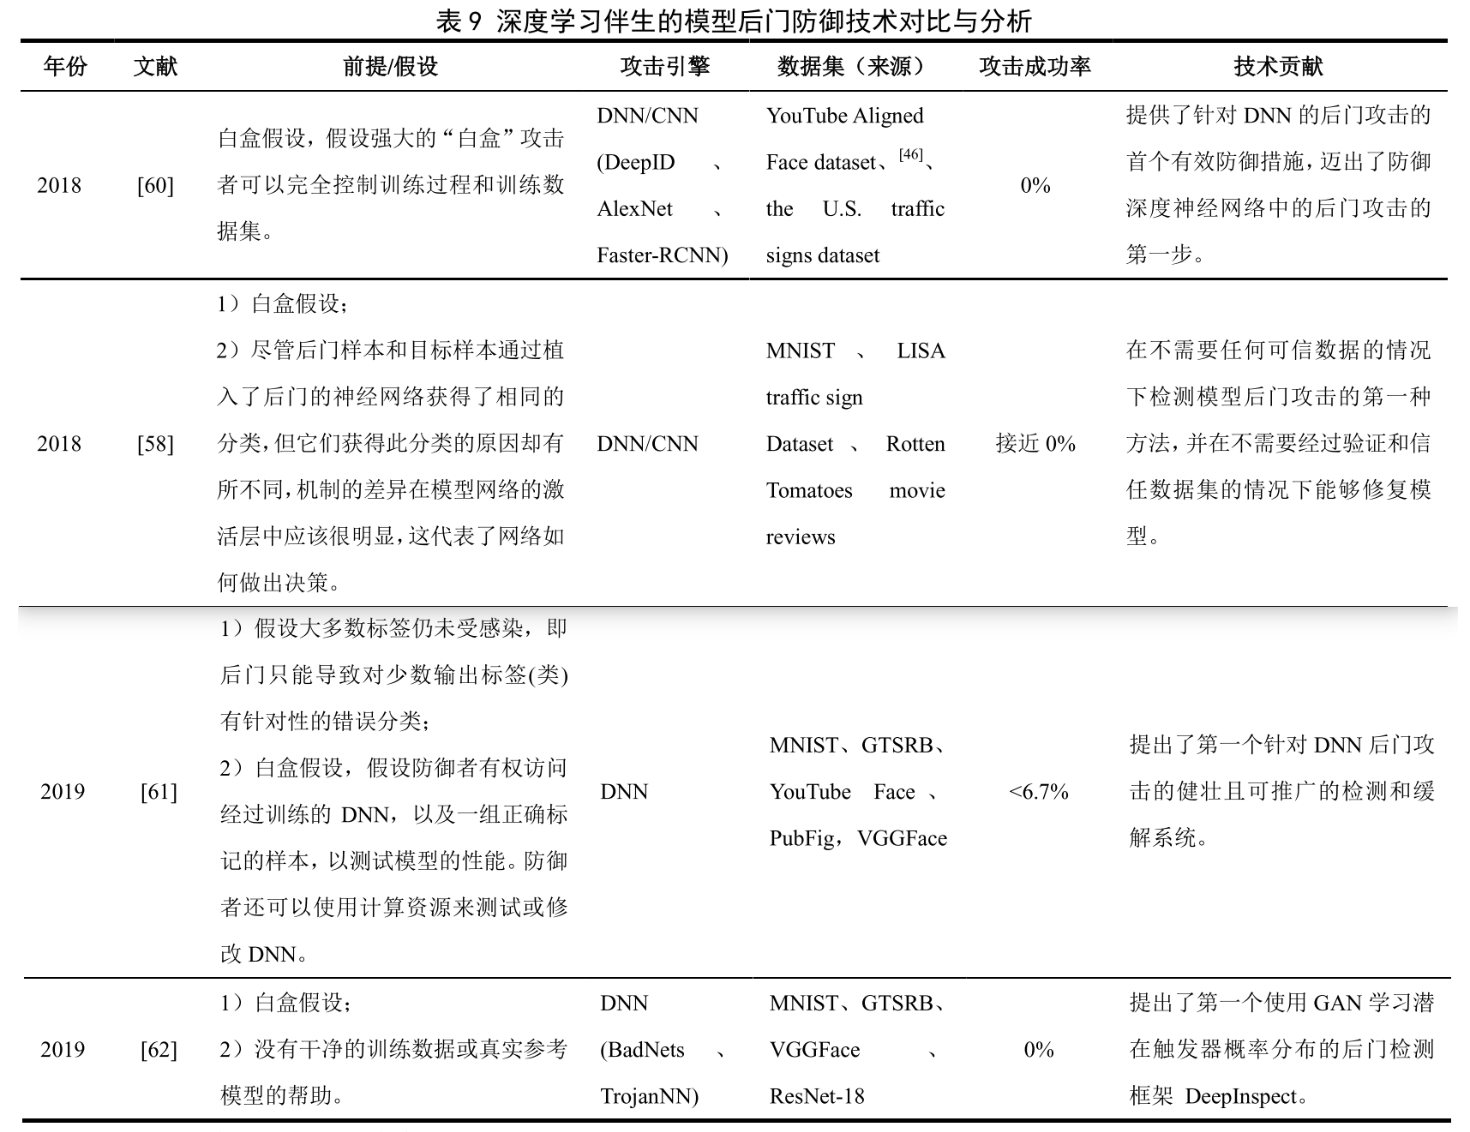 表 9 深度学习伴生的模型后门防御技术对比与分析
年份 文献 前提/假设 攻击引擎 数据集（来源） 攻击成功率 技术贡献
2018
[60]
白盒假设，假设强大的“白盒”攻击
者可以完全控制训练过程和训练数
据集。
DNN/CNN
(DeepID 、
AlexNet 、
Faster-RCNN)
YouTube Aligned
Face dataset、[46]、
the U.S. traffic
signs dataset
0%
提供了针对 DNN 的后门攻击的
首个有效防御措施，迈出了防御
深度神经网络中的后门攻击的
第一步。
2018
[58]
1）白盒假设；
2）尽管后门样本和目标样本通过植
入了后门的神经网络获得了相同的
分类，但它们获得此分类的原因却有
所不同，机制的差异在模型网络的激
活层中应该很明显，这代表了网络如
何做出决策。
DNN/CNN
MNIST 、 LISA
traffic sign
Dataset 、 Rotten
Tomatoes movie
reviews
接近 0%
在不需要任何可信数据的情况
下检测模型后门攻击的第一种
方法，并在不需要经过验证和信
任数据集的情况下能够修复模
型。
2019
[61]
1）假设大多数标签仍未受感染，即
后门只能导致对少数输出标签(类)
有针对性的错误分类；
2）白盒假设，假设防御者有权访问
经过训练的 DNN，以及一组正确标
记的样本，以测试模型的性能。防御
者还可以使用计算资源来测试或修
改 DNN。
DNN
MNIST、GTSRB、
YouTube Face 、
PubFig，VGGFace
<6.7%
提出了第一个针对 DNN 后门攻
击的健壮且可推广的检测和缓
解系统。
2019
[62]
1）白盒假设；
2）没有干净的训练数据或真实参考
模型的帮助。
DNN
(BadNets 、
TrojanNN)
MNIST、GTSRB、
VGGFace 、
ResNet-18
0%
提出了第一个使用 GAN 学习潜
在触发器概率分布的后门检测
框架 DeepInspect。